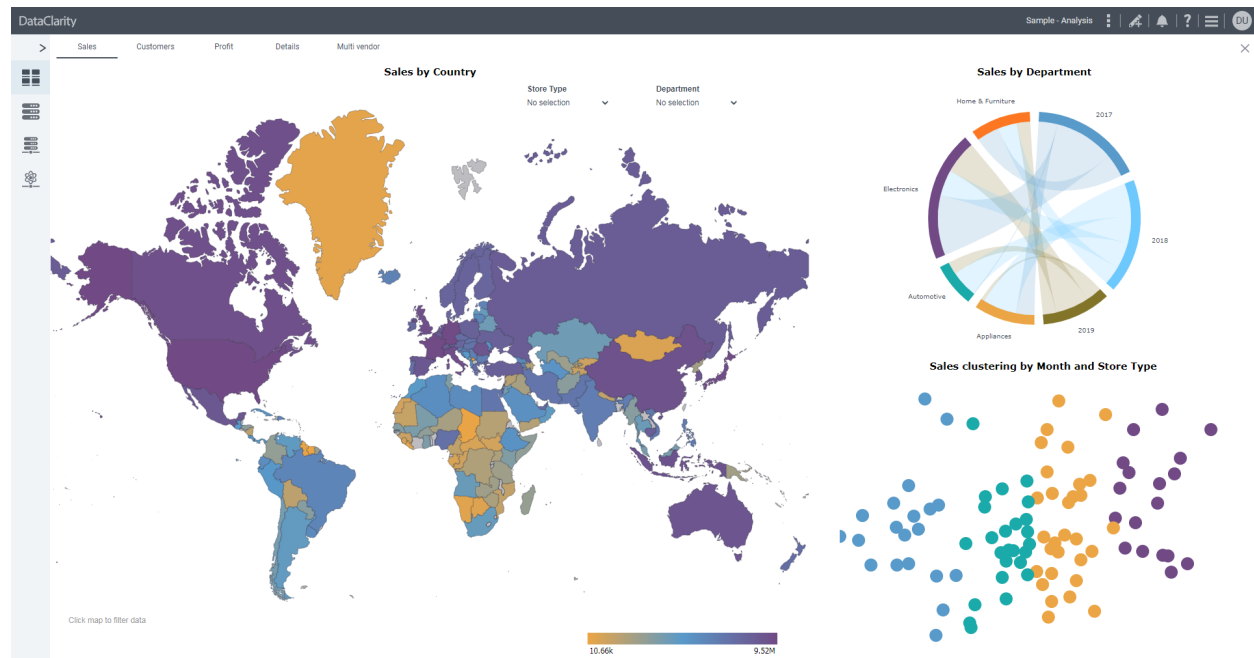 DataClarity
Sample - Analysis
?
DU
>
Sales
Customers
Profit
Details
Multi vendor
Sales by Country
Store Type
No selection
Department
No selection
Click map to filter data
10.66k
9.52M
Sales by Department
Home & Furniture
2017
Electronics
2018
Automotive
2019
Appliances
Sales clustering by Month and Store Type